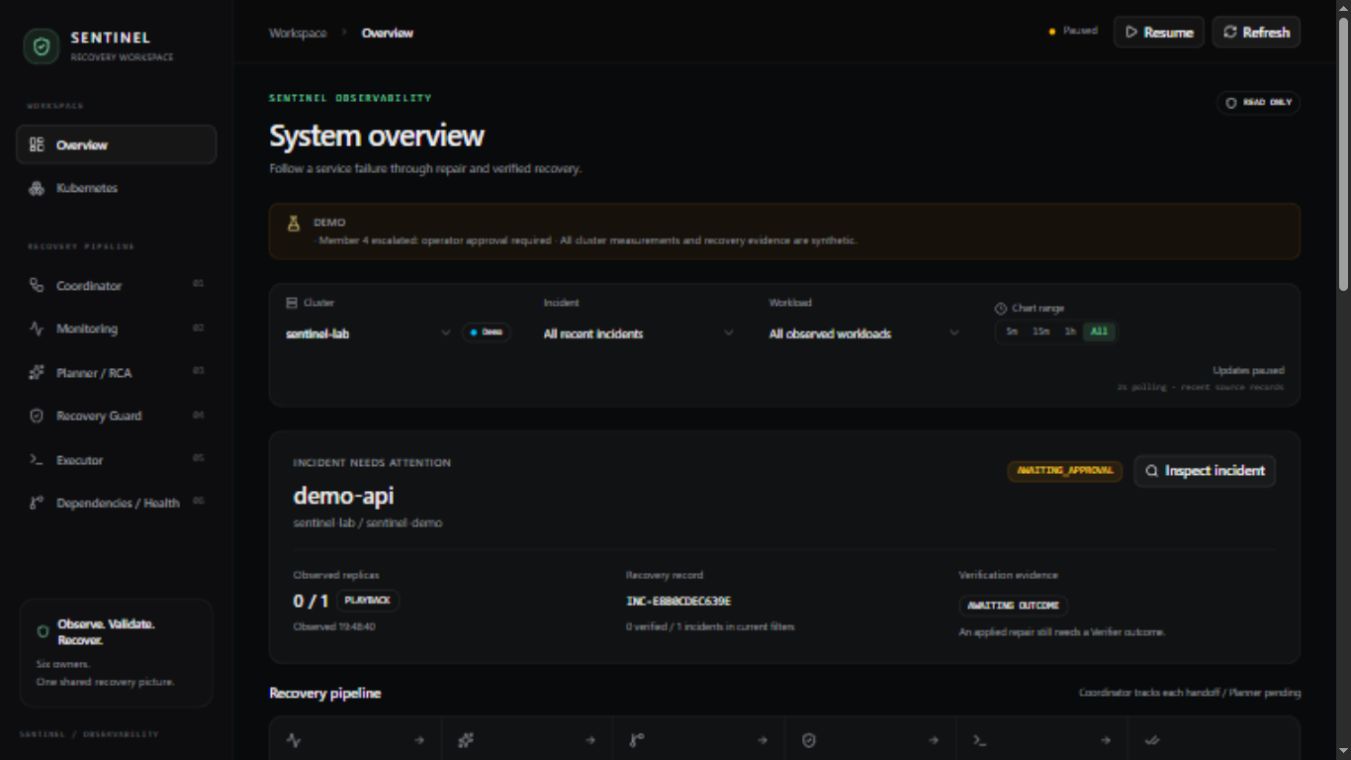 SENTINEL
RECOVERY WORKSPACE
WORKSPACE
Overview
Kubernetes
RECOVERY PIPELINE
Coordinator 01
Monitoring 02
Planner / RCA 03
Recovery Guard 04
Executor 05
Dependencies / Health 06
Observe. Validate.
Recover.
Six owners.
One shared recovery picture.
SENTINEL / OBSERVABILITY
Workspace › Overview
Paused
Resume
Refresh
SENTINEL OBSERVABILITY
READ ONLY
System overview
Follow a service failure through repair and verified recovery.
DEMO
· Member 4 escalated: operator approval required · All cluster measurements and recovery evidence are synthetic.
Cluster
sentinel-lab
Demo
Incident
All recent incidents
Workload
All observed workloads
Chart range
5m 15m 1h All
Updates paused
2s polling · recent source records
INCIDENT NEEDS ATTENTION
AWAITING_APPROVAL
Inspect incident
demo-api
sentinel-lab / sentinel-demo
Observed replicas
0 / 1 PLAYBACK
Observed 19:48:40
Recovery record
INC-E880CDEC639E
0 verified / 1 incidents in current filters
Verification evidence
AWAITING OUTCOME
An applied repair still needs a Verifier outcome.
Recovery pipeline
Coordinator tracks each handoff / Planner pending